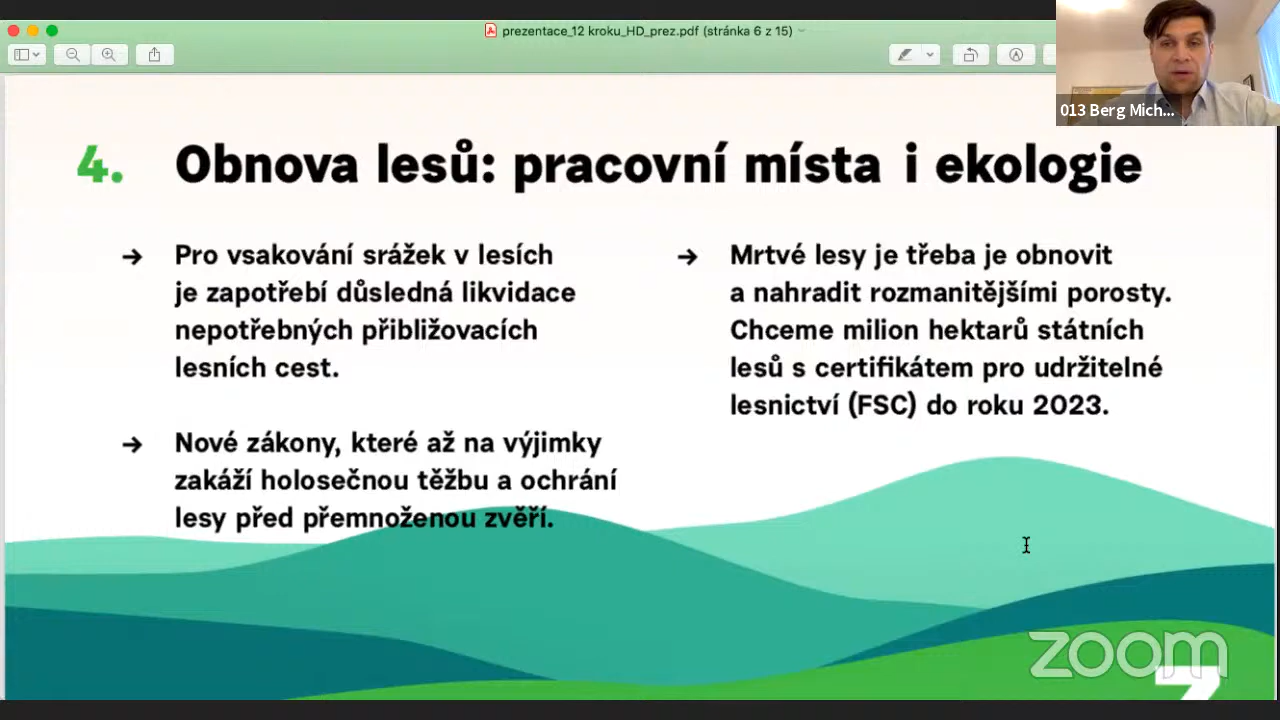 prezentace_12 kroku_HD_prez.pdf (stránka 6 z 15)
013 Berg Mich...
4. Obnova lesů: pracovní místa i ekologie
→ Pro vsakování srážek v lesích
je zapotřebí důsledná likvidace
nepotřebných přibližovacích
lesních cest.
→ Nové zákony, které až na výjimky
zakáží holosečnou těžbu a ochrání
lesy před přemnoženou zvěří.
→ Mrtvé lesy je třeba je obnovit
a nahradit rozmanitějšími porosty.
Chceme milion hektarů státních
lesů s certifikátem pro udržitelné
lesnictví (FSC) do roku 2023.
zoom